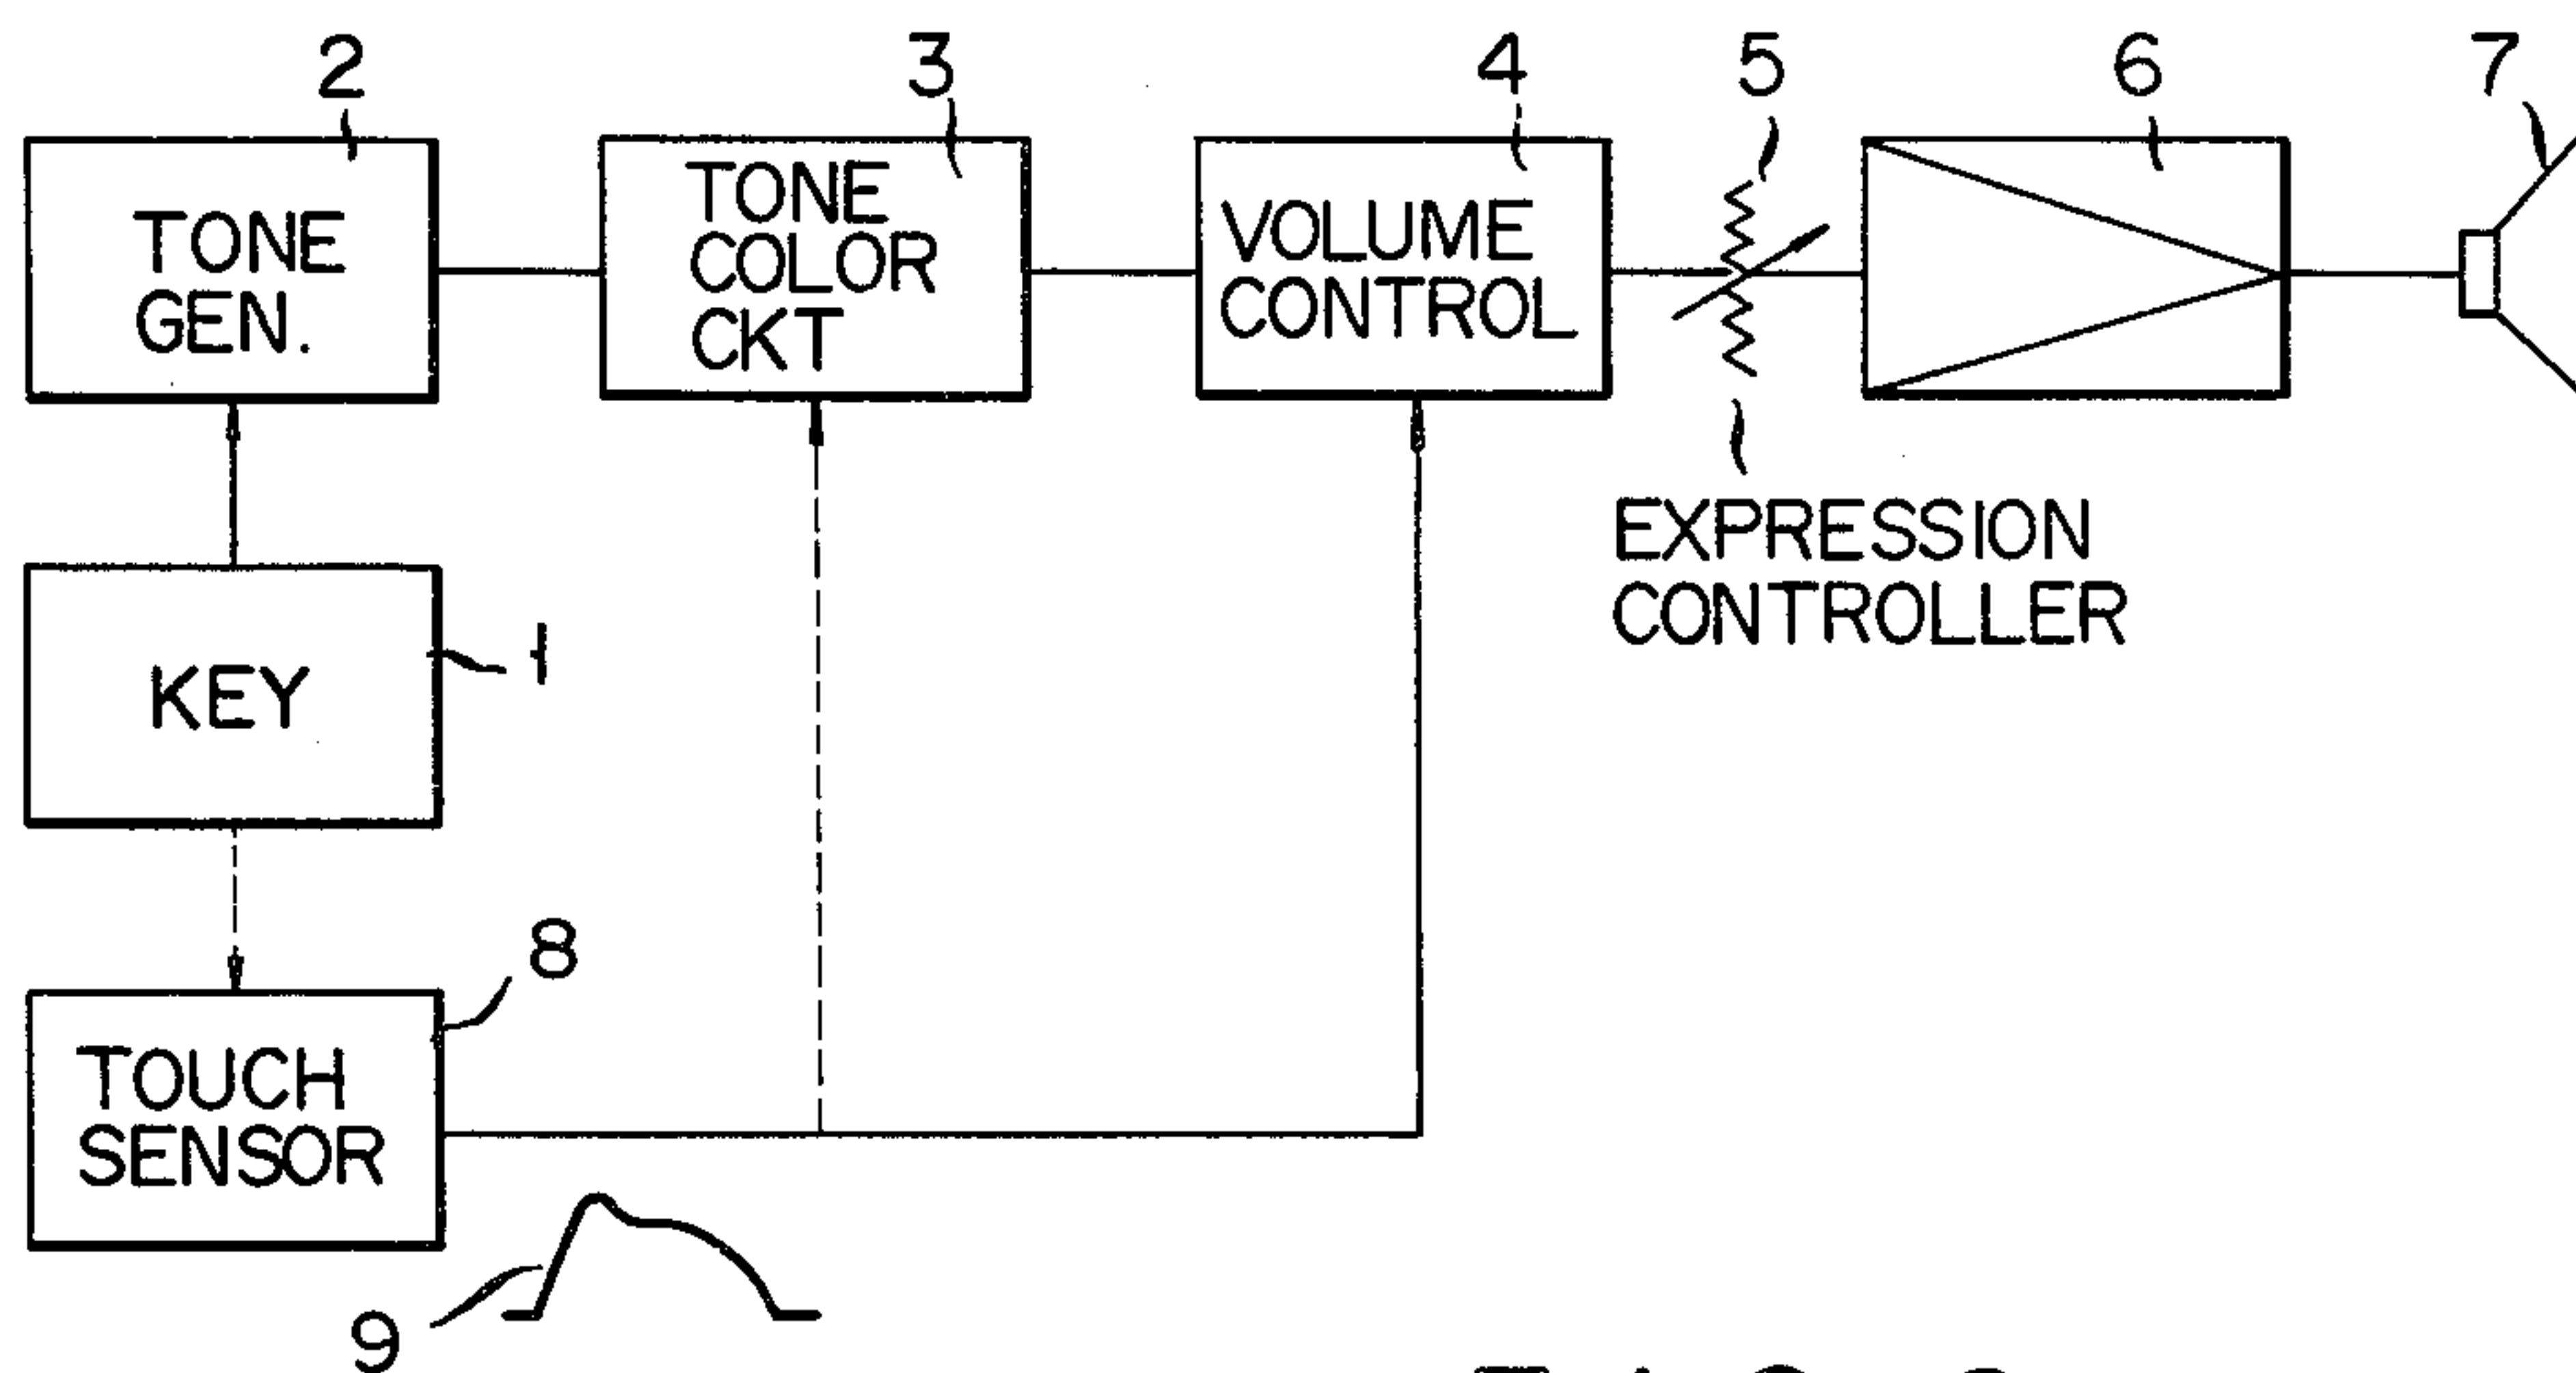 2
3
4
5
6
7
TONE
GEN.
TONE
COLOR
CKT
VOLUME
CONTROL
EXPRESSION
CONTROLLER
KEY
1
8
TOUCH
SENSOR
9